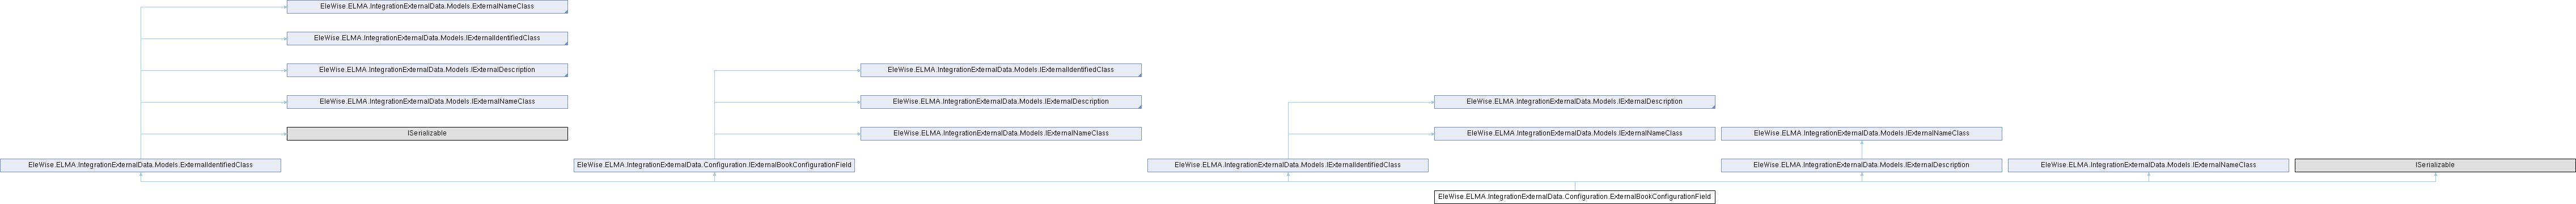 EleWise.ELMA.IntegrationExternalData.Models.ExternalNameClass
EleWise.ELMA.IntegrationExternalData.Models.IExternalIdentifiedClass
EleWise.ELMA.IntegrationExternalData.Models.IExternalDescription
EleWise.ELMA.IntegrationExternalData.Models.IExternalIdentifiedClass
EleWise.ELMA.IntegrationExternalData.Models.IExternalNameClass
EleWise.ELMA.IntegrationExternalData.Models.IExternalDescription
EleWise.ELMA.IntegrationExternalData.Models.IExternalDescription
ISerializable
EleWise.ELMA.IntegrationExternalData.Models.IExternalNameClass
EleWise.ELMA.IntegrationExternalData.Models.IExternalNameClass
EleWise.ELMA.IntegrationExternalData.Models.IExternalNameClass
EleWise.ELMA.IntegrationExternalData.Models.ExternalIdentifiedClass
EleWise.ELMA.IntegrationExternalData.Configuration.IExternalBookConfigurationField
EleWise.ELMA.IntegrationExternalData.Models.IExternalIdentifiedClass
EleWise.ELMA.IntegrationExternalData.Models.IExternalDescription
EleWise.ELMA.IntegrationExternalData.Models.IExternalNameClass
ISerializable
EleWise.ELMA.IntegrationExternalData.Configuration.ExternalBookConfigurationField